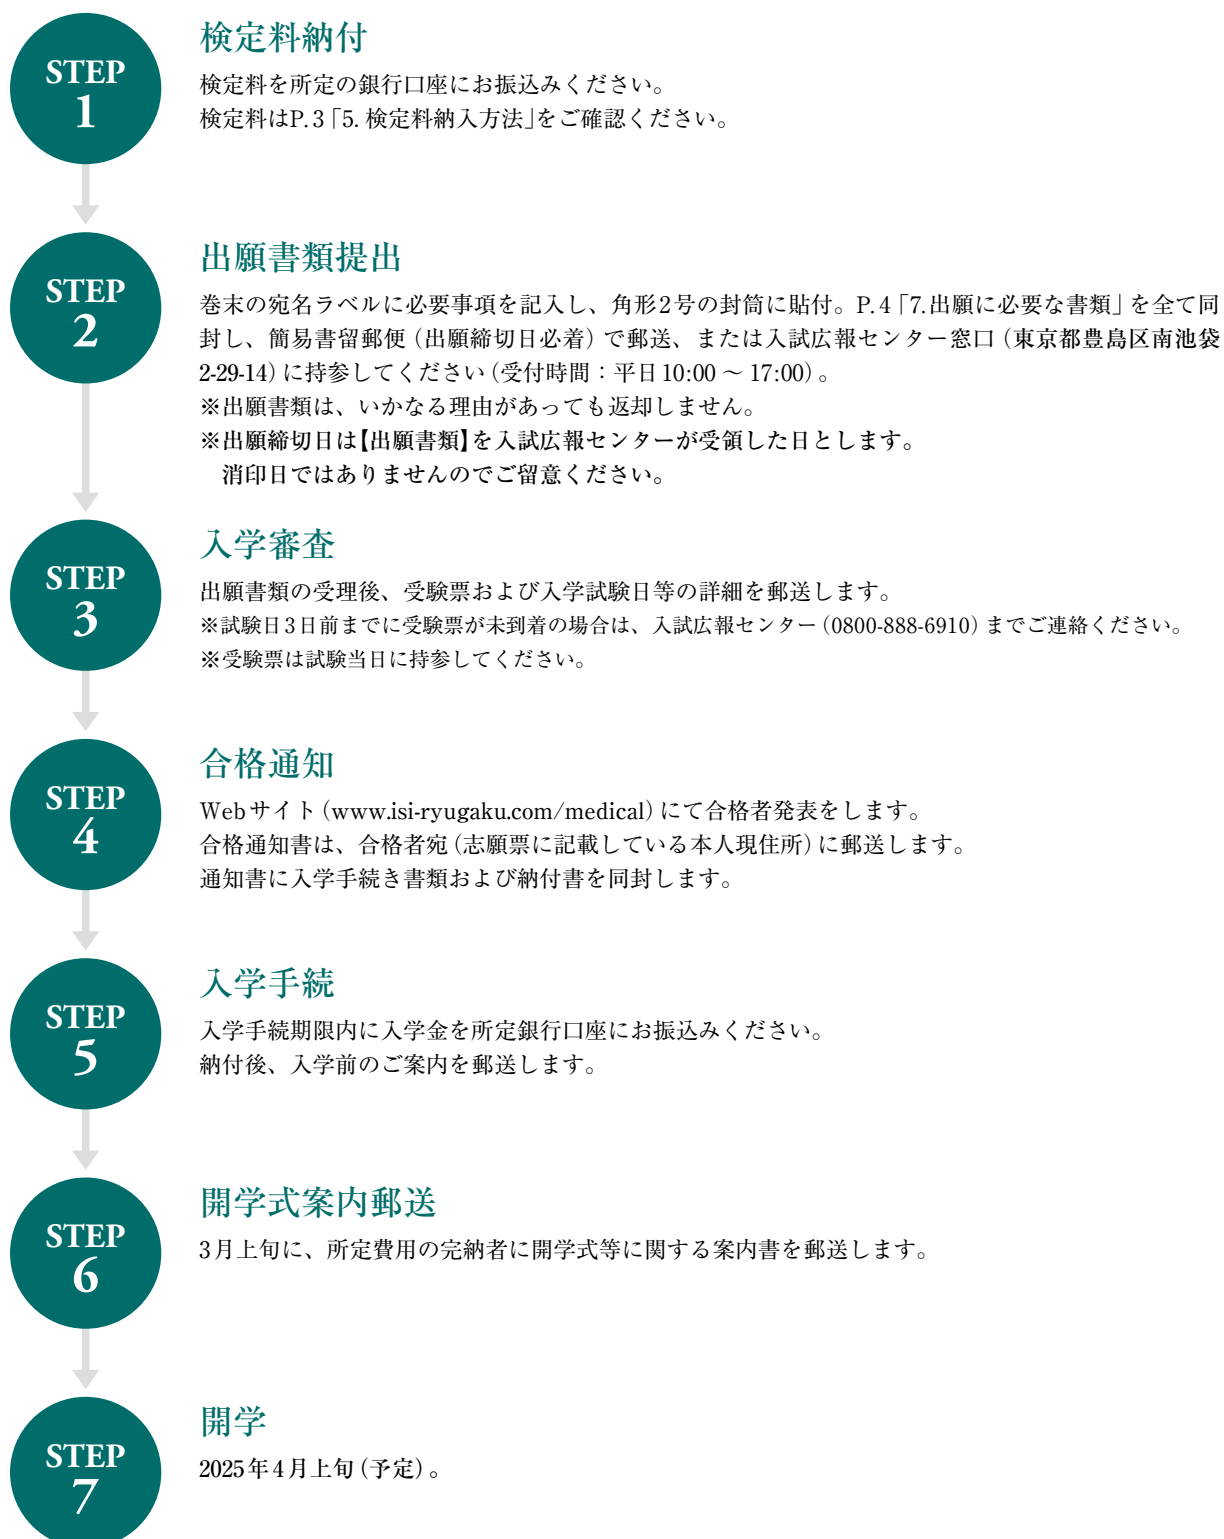 STEP
1
検定料納付
検定料を所定の銀行口座にお振込みください。
検定料はP.3「5. 検定料納入方法」をご確認ください。
STEP
2
出願書類提出
巻末の宛名ラベルに必要事項を記入し、角形2号の封筒に貼付。P.4「7.出願に必要な書類」を全て同
封し、簡易書留郵便（出願締切日必着）で郵送、または入試広報センター窓口（東京都豊島区南池袋
2-29-14）に持参してください（受付時間：平日10:00 ～ 17:00）。
※出願書類は、いかなる理由があっても返却しません。
※出願締切日は【出願書類】を入試広報センターが受領した日とします。
消印日ではありませんのでご留意ください。
STEP
3
入学審査
出願書類の受理後、受験票および入学試験日等の詳細を郵送します。
※試験日3日前までに受験票が未到着の場合は、入試広報センター（0800-888-6910）までご連絡ください。
※受験票は試験当日に持参してください。
STEP
4
合格通知
Webサイト（www.isi-ryugaku.com/medical）にて合格者発表をします。
合格通知書は、合格者宛（志願票に記載している本人現住所）に郵送します。
通知書に入学手続き書類および納付書を同封します。
STEP
5
入学手続
入学手続期限内に入学金を所定銀行口座にお振込みください。
納付後、入学前のご案内を郵送します。
STEP
6
開学式案内郵送
3月上旬に、所定費用の完納者に開学式等に関する案内書を郵送します。
STEP
7
開学
2025年4月上旬（予定）。